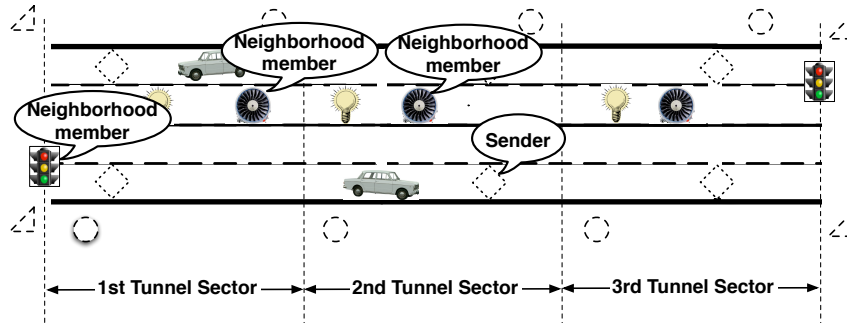 Neighborhood
member
Neighborhood
member
Neighborhood
member
Sender
1st Tunnel Sector
2nd Tunnel Sector
3rd Tunnel Sector